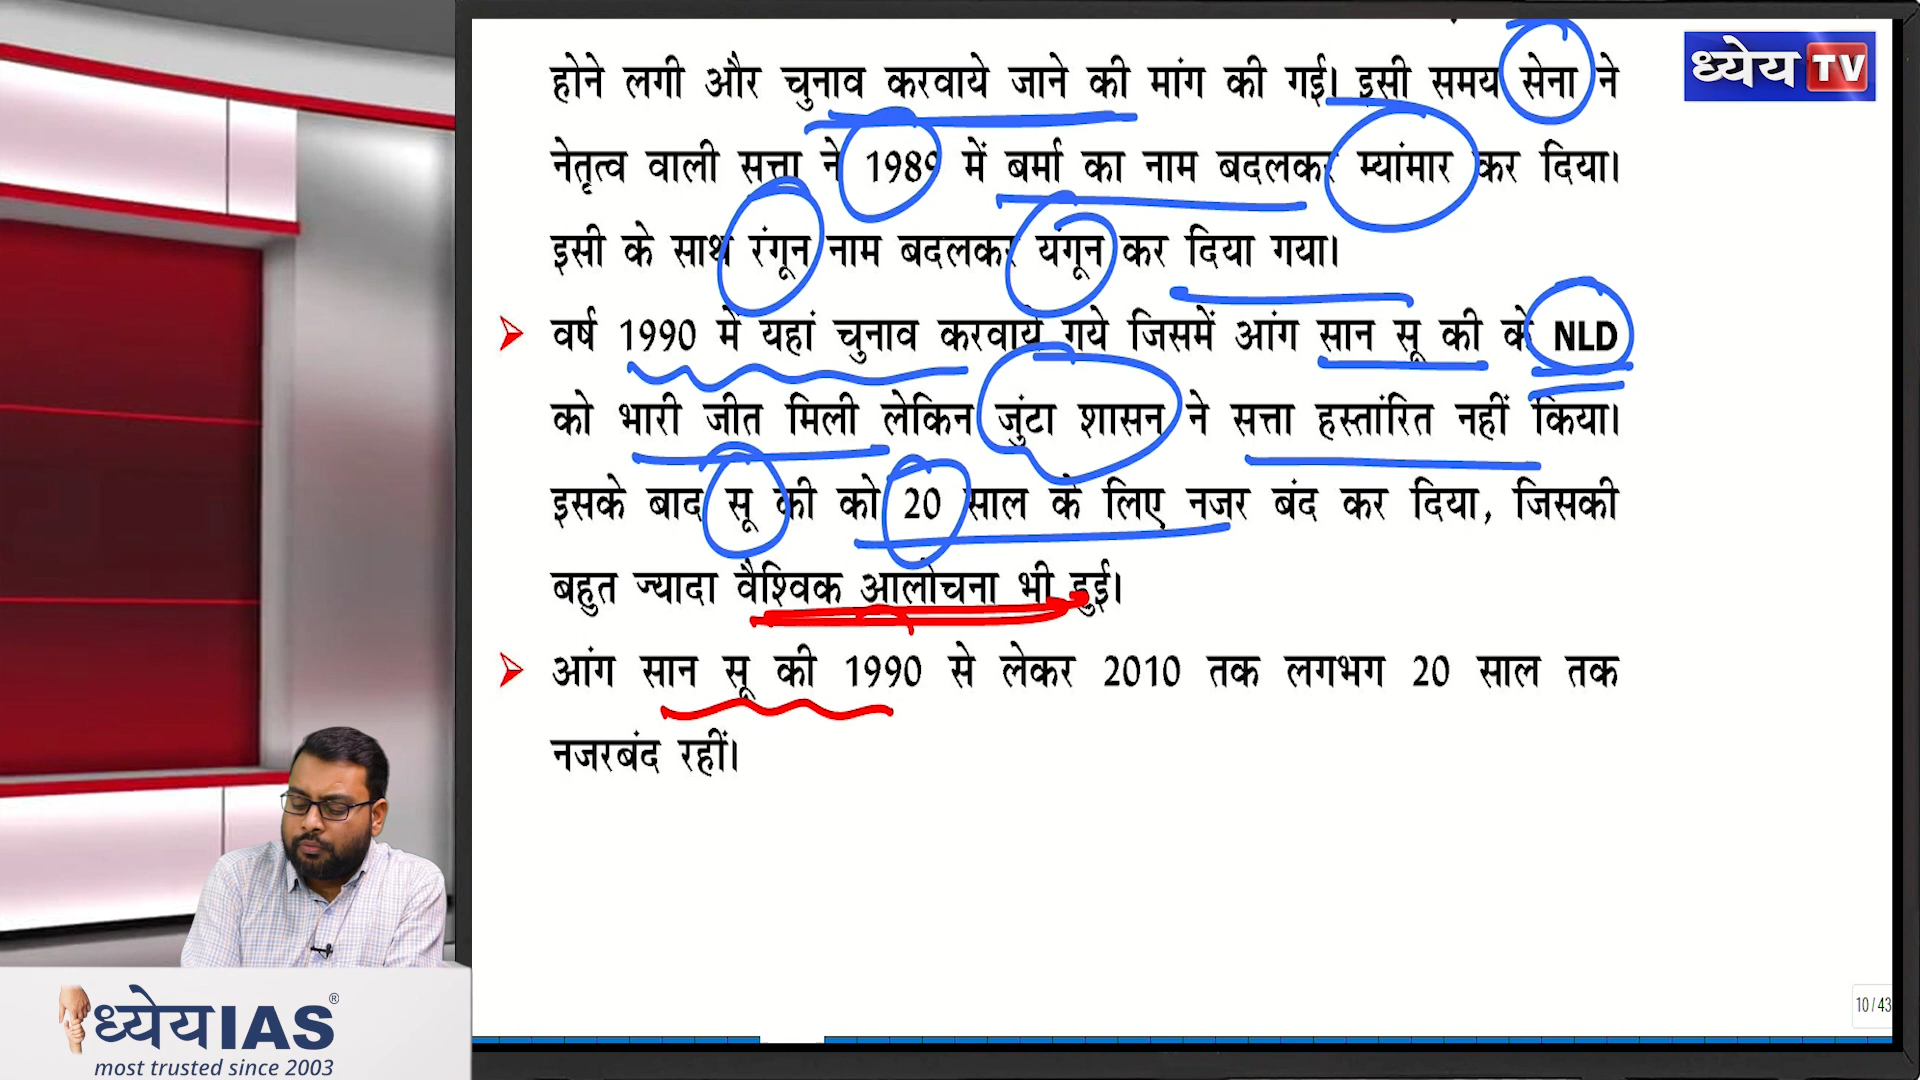 होने लगी और चुनाव करवाये जाने की मांग की गई। इसी समय सेना ने
नेतृत्व वाली सत्ता ने 1989 में बर्मा का नाम बदलकर म्यांमार कर दिया।
इसी के साथ रंगून नाम बदलकर यंगून कर दिया गया।
वर्ष 1990 में यहां चुनाव करवाये गये जिसमें आंग सान सू की के NLD
को भारी जीत मिली लेकिन जुंटा शासन ने सत्ता हस्तांरित नहीं किया।
इसके बाद सू की को 20 साल के लिए नजर बंद कर दिया, जिसकी
बहुत ज्यादा वैश्विक आलोचना भी हुई।
आंग सान सू की 1990 से लेकर 2010 तक लगभग 20 साल तक
नजरबंद रहीं।
ध्येय TV
ध्येय IAS®
most trusted since 2003
10/43